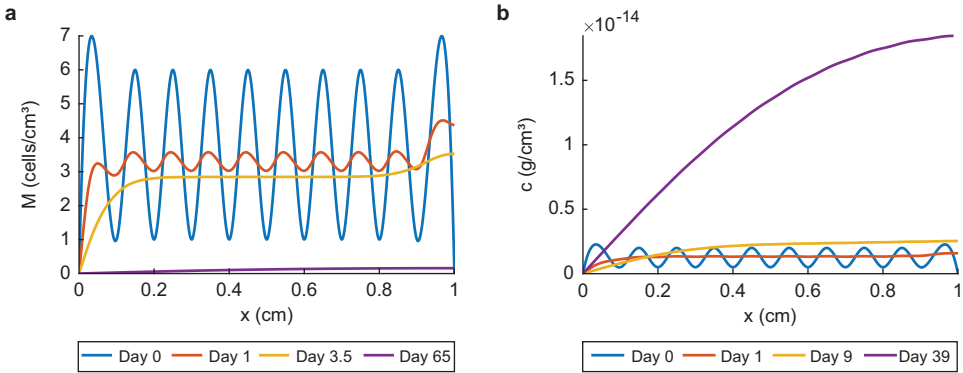 a
M (cells/cm³)
7
6
5
4
3
2
1
0
0 0.2 0.4 0.6 0.8 1
x (cm)
Day 0 Day 1 Day 3.5 Day 65
b
×10⁻¹⁴
c (g/cm³)
1.5
1
0.5
0
0 0.2 0.4 0.6 0.8 1
x (cm)
Day 0 Day 1 Day 9 Day 39